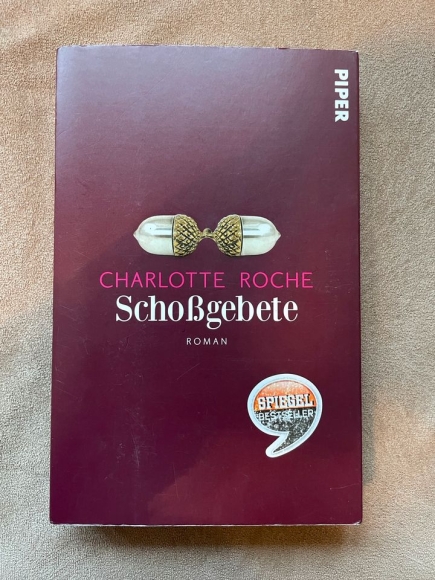 PIPER
CHARLOTTE ROCHE
Schoßgebete
ROMAN
SPIEGEL
BESTSELLER